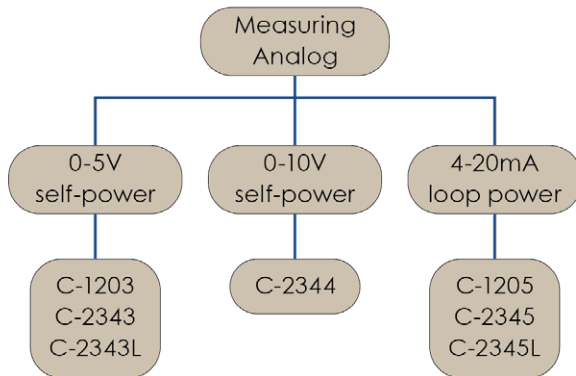 Measuring
Analog
0-5V
self-power
0-10V
self-power
4-20mA
loop power
C-1203
C-2343
C-2343L
C-2344
C-1205
C-2345
C-2345L